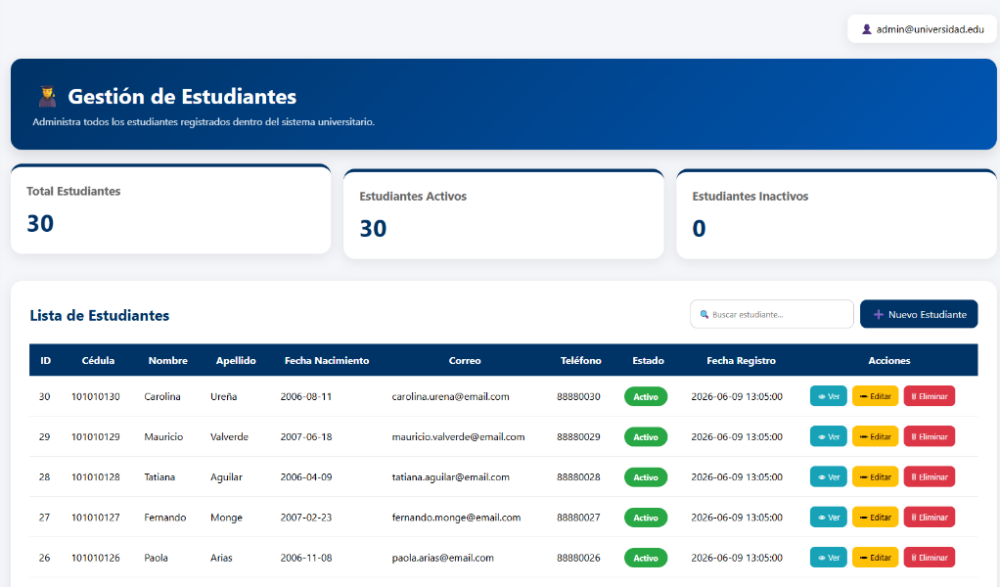 admin@universidad.edu
Gestión de Estudiantes
Administra todos los estudiantes registrados dentro del sistema universitario.
Total Estudiantes
30
Estudiantes Activos
30
Estudiantes Inactivos
0
Lista de Estudiantes
Buscar estudiante...
Nuevo Estudiante
ID Cédula Nombre Apellido Fecha Nacimiento Correo Teléfono Estado Fecha Registro Acciones
30 101010130 Carolina Ureña 2006-08-11 carolina.urena@email.com 88880030 Activo 2026-06-09 13:05:00 Ver Editar Eliminar
29 101010129 Mauricio Valverde 2007-06-18 mauricio.valverde@email.com 88880029 Activo 2026-06-09 13:05:00 Ver Editar Eliminar
28 101010128 Tatiana Aguilar 2006-04-09 tatiana.aguilar@email.com 88880028 Activo 2026-06-09 13:05:00 Ver Editar Eliminar
27 101010127 Fernando Monge 2007-02-23 fernando.monge@email.com 88880027 Activo 2026-06-09 13:05:00 Ver Editar Eliminar
26 101010126 Paola Arias 2006-11-08 paola.arias@email.com 88880026 Activo 2026-06-09 13:05:00 Ver Editar Eliminar